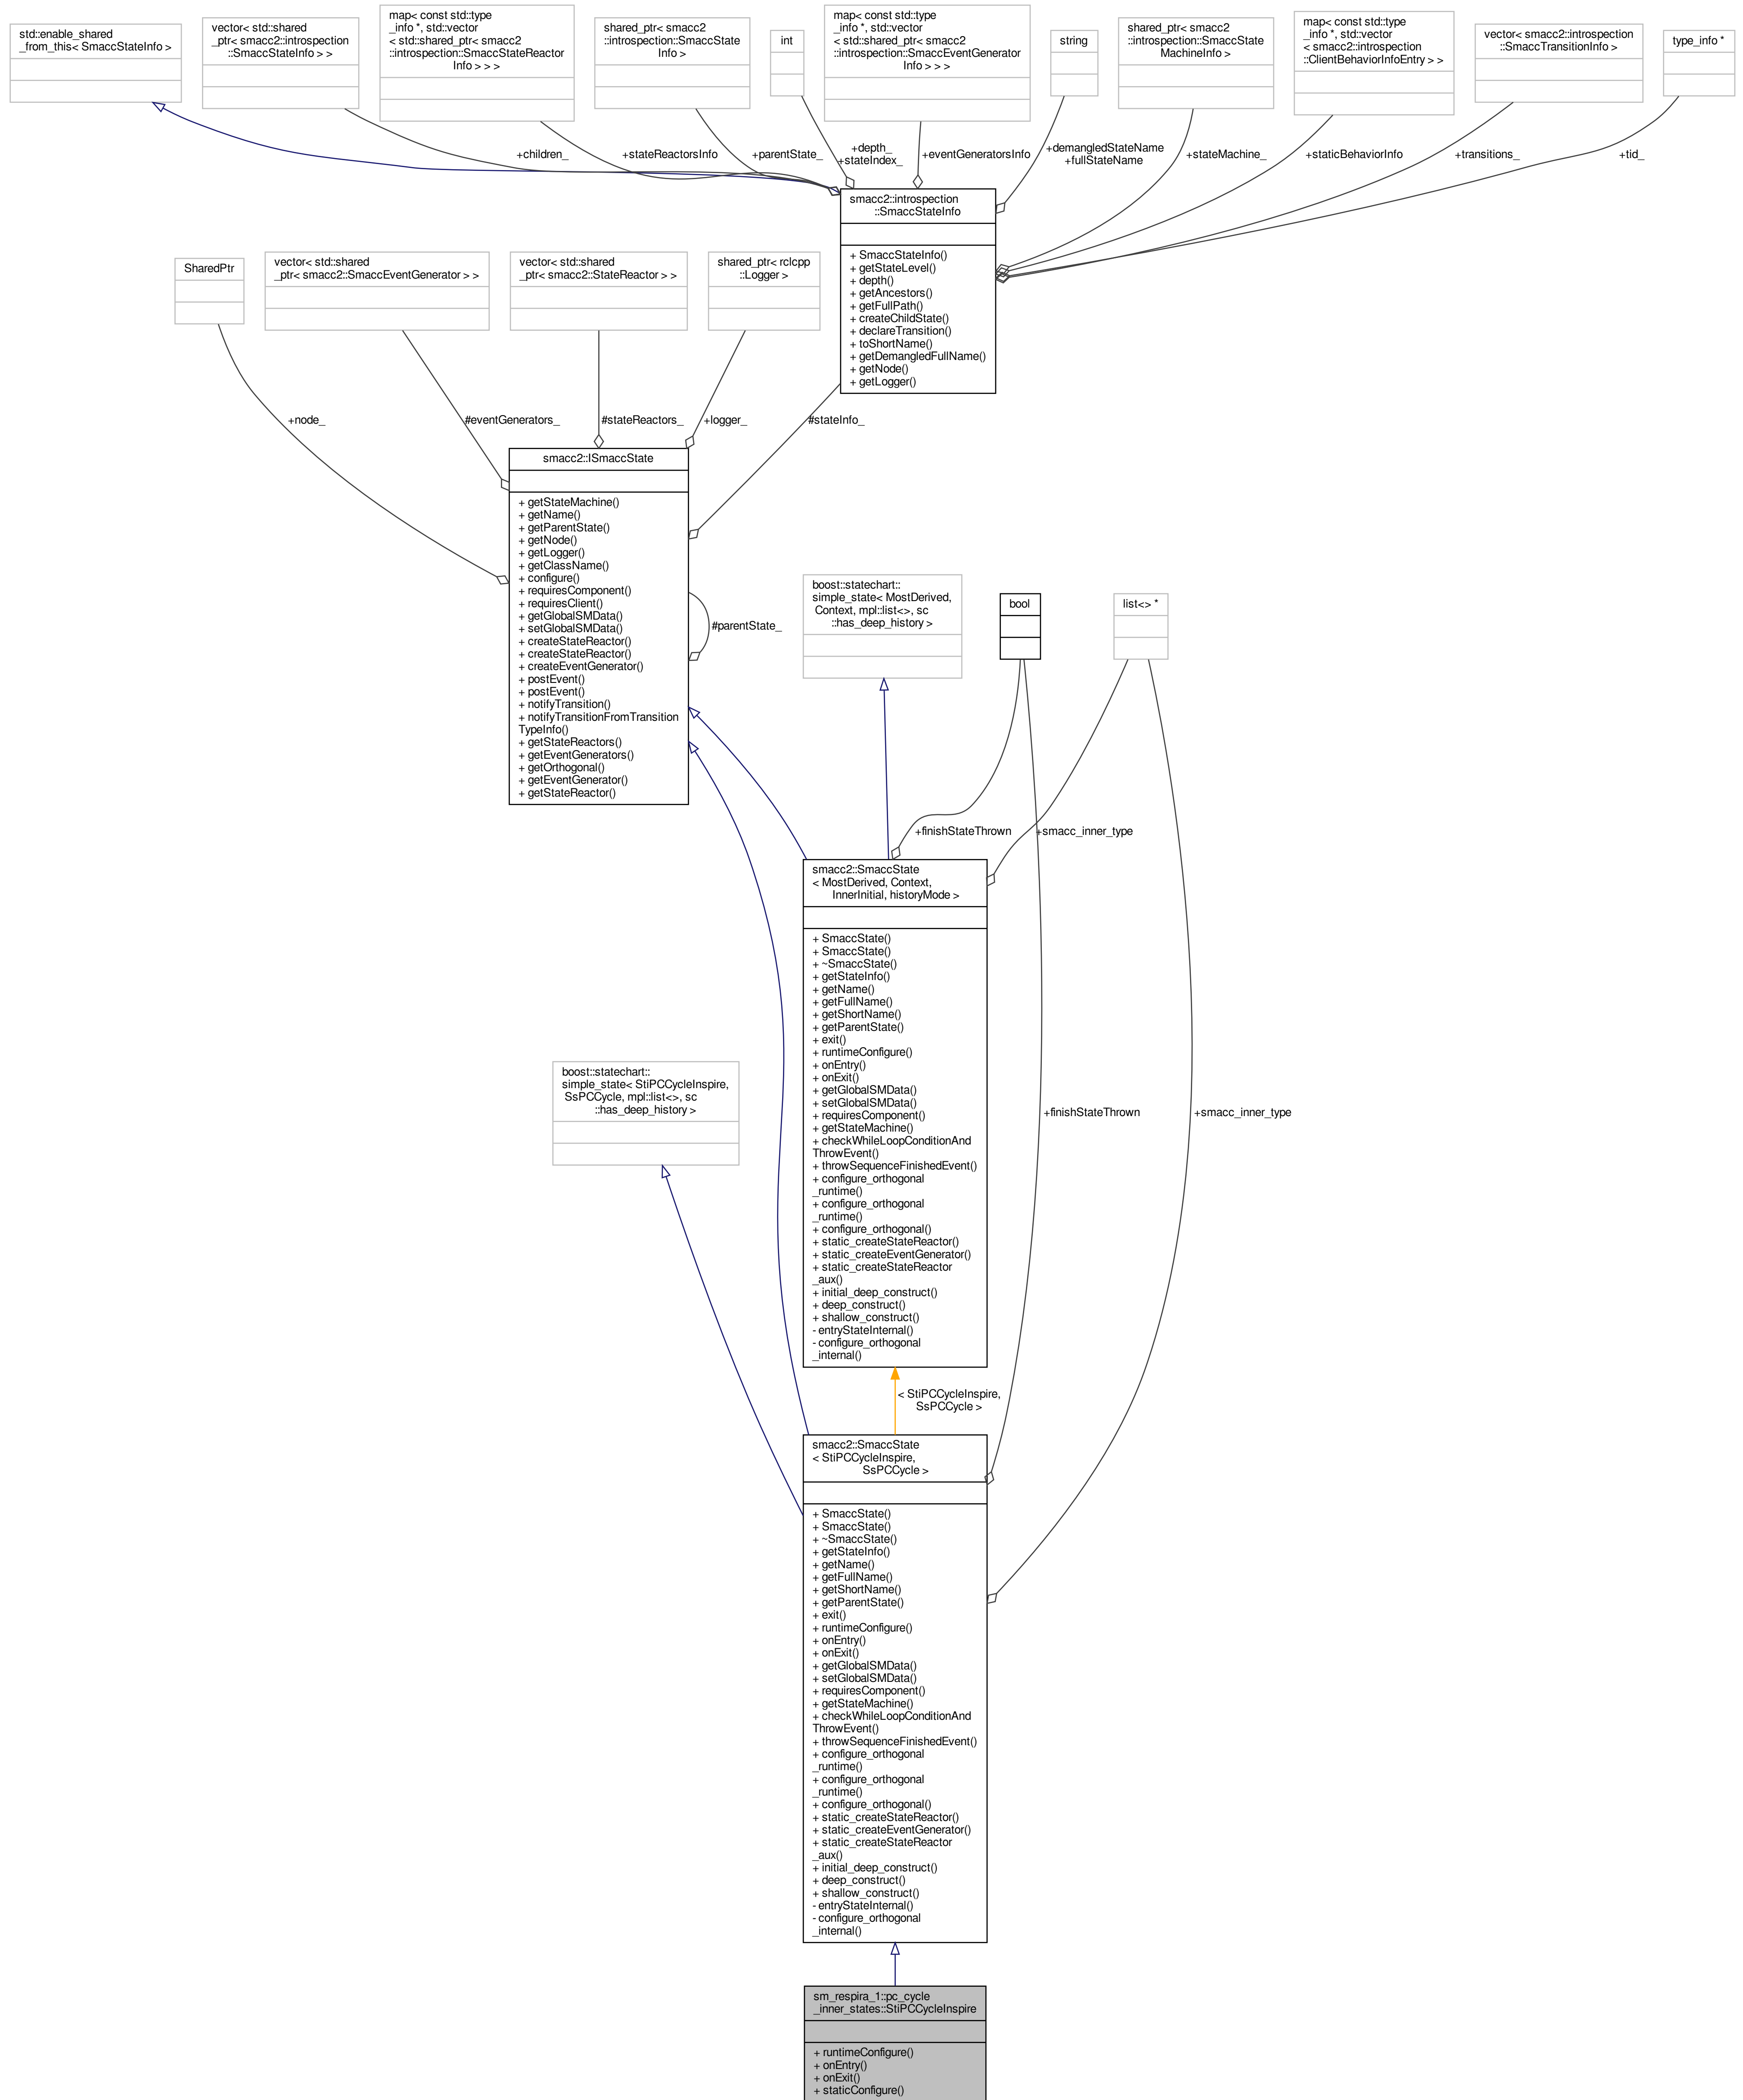 std::enable_shared
_from_this< SmaccStateInfo >
vector< std::shared
_ptr< smacc2::introspection
::SmaccStateInfo > >
map< const std::type
_info *, std::vector
< std::shared_ptr< smacc2
::introspection::SmaccStateReactor
Info > > >
shared_ptr< smacc2
::introspection::SmaccState
Info >
int
map< const std::type
_info *, std::vector
< std::shared_ptr< smacc2
::introspection::SmaccEventGenerator
Info > > >
string
shared_ptr< smacc2
::introspection::SmaccState
MachineInfo >
map< const std::type
_info *, std::vector
< smacc2::introspection
::ClientBehaviorInfoEntry > >
vector< smacc2::introspection
::SmaccTransitionInfo >
type_info *
+children_
+stateReactorsInfo
+parentState_
+depth_
+stateIndex_
+eventGeneratorsInfo
+demangledStateName
+fullStateName
+stateMachine_
+staticBehaviorInfo
+transitions_
+tid_
smacc2::introspection
::SmaccStateInfo
+ SmaccStateInfo()
+ getStateLevel()
+ depth()
+ getAncestors()
+ getFullPath()
+ createChildState()
+ declareTransition()
+ toShortName()
+ getDemangledFullName()
+ getNode()
+ getLogger()
SharedPtr
vector< std::shared
_ptr< smacc2::SmaccEventGenerator > >
vector< std::shared
_ptr< smacc2::StateReactor > >
shared_ptr< rclcpp
::Logger >
+node_
#eventGenerators_
#stateReactors_
+logger_
#stateInfo_
smacc2::ISmaccState
+ getStateMachine()
+ getName()
+ getParentState()
+ getNode()
+ getLogger()
+ getClassName()
+ configure()
+ requiresComponent()
+ requiresClient()
+ getGlobalSMData()
+ setGlobalSMData()
+ createStateReactor()
+ createStateReactor()
+ createEventGenerator()
+ postEvent()
+ postEvent()
+ notifyTransition()
+ notifyTransitionFromTransition
TypeInfo()
+ getStateReactors()
+ getEventGenerators()
+ getOrthogonal()
+ getEventGenerator()
+ getStateReactor()
#parentState_
boost::statechart::
simple_state< MostDerived,
Context, mpl::list<>, sc
::has_deep_history >
bool
list<> *
+finishStateThrown
+smacc_inner_type
smacc2::SmaccState
< MostDerived, Context,
InnerInitial, historyMode >
+ SmaccState()
+ SmaccState()
+ ~SmaccState()
+ getStateInfo()
+ getName()
+ getFullName()
+ getShortName()
+ getParentState()
+ exit()
+ runtimeConfigure()
+ onEntry()
+ onExit()
+ getGlobalSMData()
+ setGlobalSMData()
+ requiresComponent()
+ getStateMachine()
+ checkWhileLoopConditionAnd
ThrowEvent()
+ throwSequenceFinishedEvent()
+ configure_orthogonal
_runtime()
+ configure_orthogonal
_runtime()
+ configure_orthogonal()
+ static_createStateReactor()
+ static_createEventGenerator()
+ static_createStateReactor
_aux()
+ initial_deep_construct()
+ deep_construct()
+ shallow_construct()
- entryStateInternal()
- configure_orthogonal
_internal()
boost::statechart::
simple_state< StiPCCycleInspire,
SsPCCycle, mpl::list<>, sc
::has_deep_history >
+finishStateThrown
+smacc_inner_type
< StiPCCycleInspire,
SsPCCycle >
smacc2::SmaccState
< StiPCCycleInspire,
SsPCCycle >
+ SmaccState()
+ SmaccState()
+ ~SmaccState()
+ getStateInfo()
+ getName()
+ getFullName()
+ getShortName()
+ getParentState()
+ exit()
+ runtimeConfigure()
+ onEntry()
+ onExit()
+ getGlobalSMData()
+ setGlobalSMData()
+ requiresComponent()
+ getStateMachine()
+ checkWhileLoopConditionAnd
ThrowEvent()
+ throwSequenceFinishedEvent()
+ configure_orthogonal
_runtime()
+ configure_orthogonal
_runtime()
+ configure_orthogonal()
+ static_createStateReactor()
+ static_createEventGenerator()
+ static_createStateReactor
_aux()
+ initial_deep_construct()
+ deep_construct()
+ shallow_construct()
- entryStateInternal()
- configure_orthogonal
_internal()
sm_respira_1::pc_cycle
_inner_states::StiPCCycleInspire
+ runtimeConfigure()
+ onEntry()
+ onExit()
+ staticConfigure()